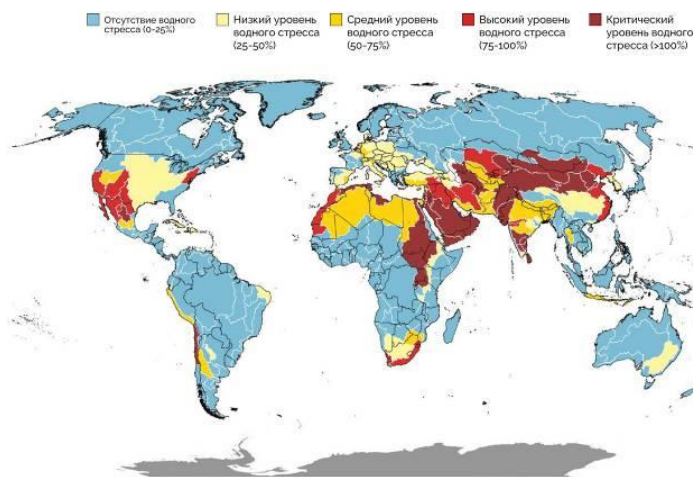 Отсутствие водного
стресса (0-25%)
Низкий уровень
водного стресса
(25-50%)
Средний уровень
водного стресса
(50-75%)
Высокий уровень
водного стресса
(75-100%)
Критический
уровень водного
стресса (>100%)